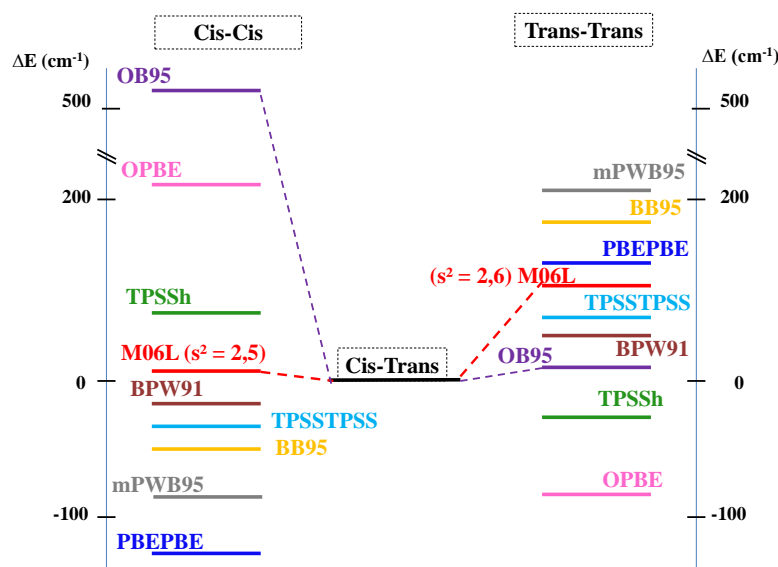 Cis-Cis
Trans-Trans
ΔE (cm-1)
ΔE (cm-1)
OB95
500
500
OPBE
mPWB95
200
200
BB95
PBEPBE
(s² = 2,6) M06L
TPSSh
TPSSTPSS
M06L (s² = 2,5)
OB95
BPW91
Cis-Trans
0
0
BPW91
TPSSh
TPSSTPSS
BB95
mPWB95
OPBE
-100
-100
PBEPBE